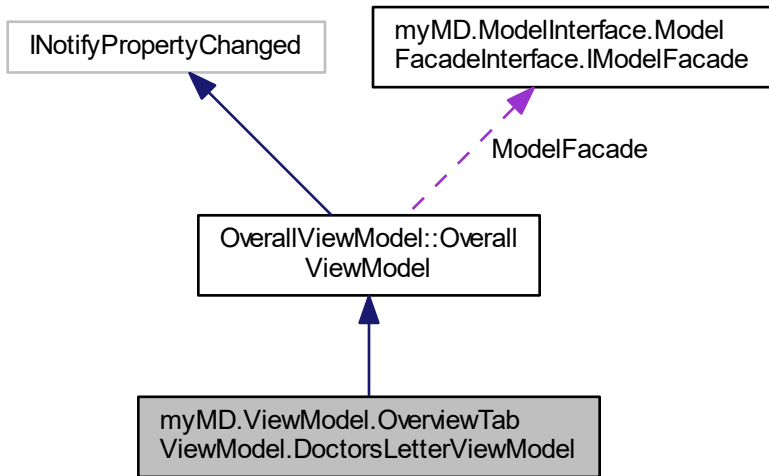 INotifyPropertyChanged
myMD.ModelInterface.Model
FacadeInterface.IModelFacade
ModelFacade
OverallViewModel::Overall
ViewModel
myMD.ViewModel.OverviewTab
ViewModel.DoctorsLetterViewModel